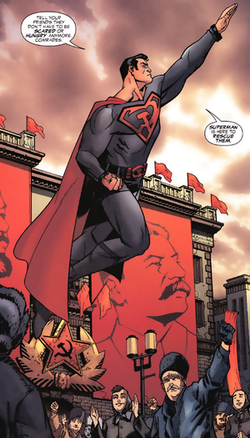 TELL YOUR
FRIENDS THEY
DON'T HAVE TO BE
SCARED OR
HUNGRY ANYMORE
COMRADES.
SUPERMAN
IS HERE TO
RESCUE
THEM.